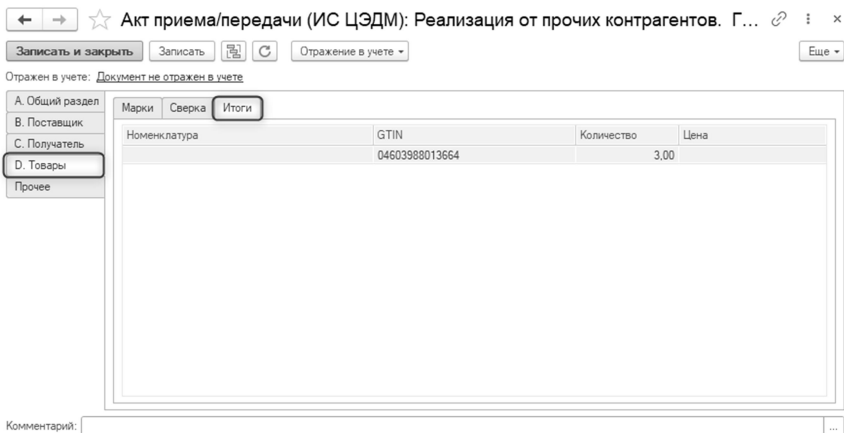 Акт приема/передачи (ИС ЦЭДМ): Реализация от прочих контрагентов. Г...
Записать и закрыть Записать Отражение в учете Еще
Отражен в учете: Документ не отражен в учете
A. Общий раздел
B. Поставщик
C. Получатель
D. Товары
Прочее
Марки Сверка Итоги
Номенклатура GTIN Количество Цена
04603988013664 3,00
Комментарий: ...